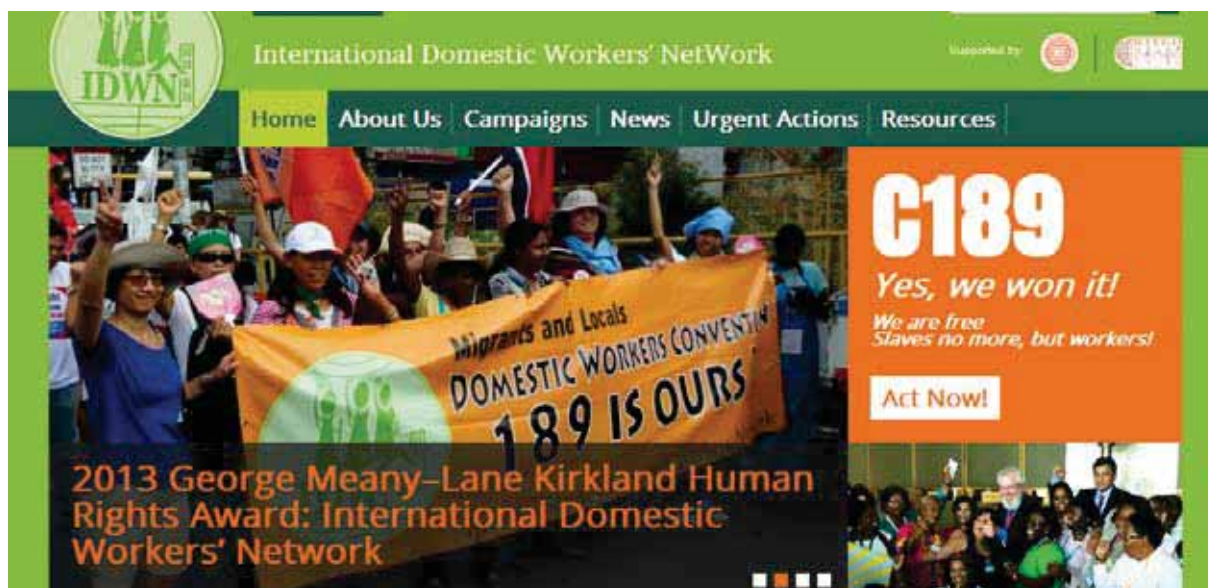 IDWN
International Domestic Workers' NetWork
Supported by:
Home About Us Campaigns News Urgent Actions Resources
Migrants and Locals
DOMESTIC WORKERS CONVENTION
189 IS OURS
2013 George Meany–Lane Kirkland Human
Rights Award: International Domestic
Workers' Network
C189
Yes, we won it!
We are free
Slaves no more, but workers!
Act Now!